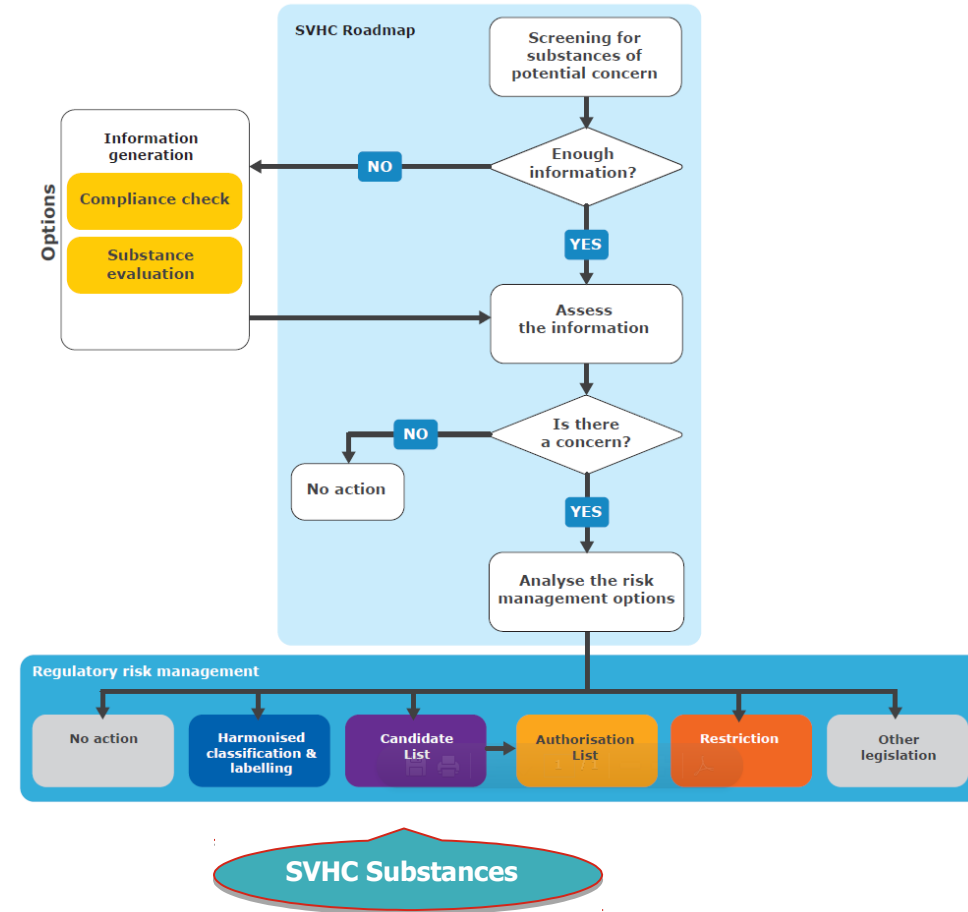 SVHC Roadmap
Screening for
substances of
potential concern
Enough
information?
NO
YES
Options
Information
generation
Compliance check
Substance
evaluation
Assess
the information
Is there
a concern?
NO
No action
YES
Analyse the risk
management options
Regulatory risk management
No action
Harmonised
classification &
labelling
Candidate
List
Authorisation
List
Restriction
Other
legislation
SVHC Substances